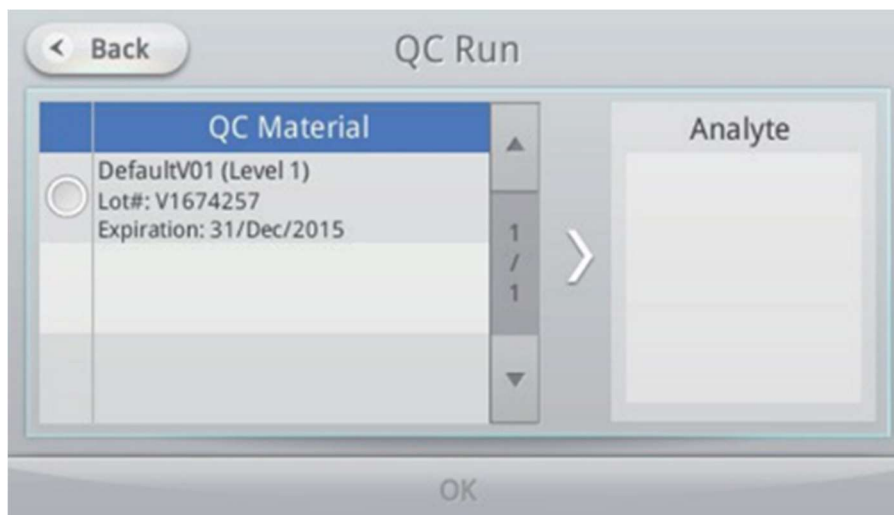 Back
QC Run
QC Material
DefaultV01 (Level 1)
Lot#: V1674257
Expiration: 31/Dec/2015
1
/
1
Analyte
OK